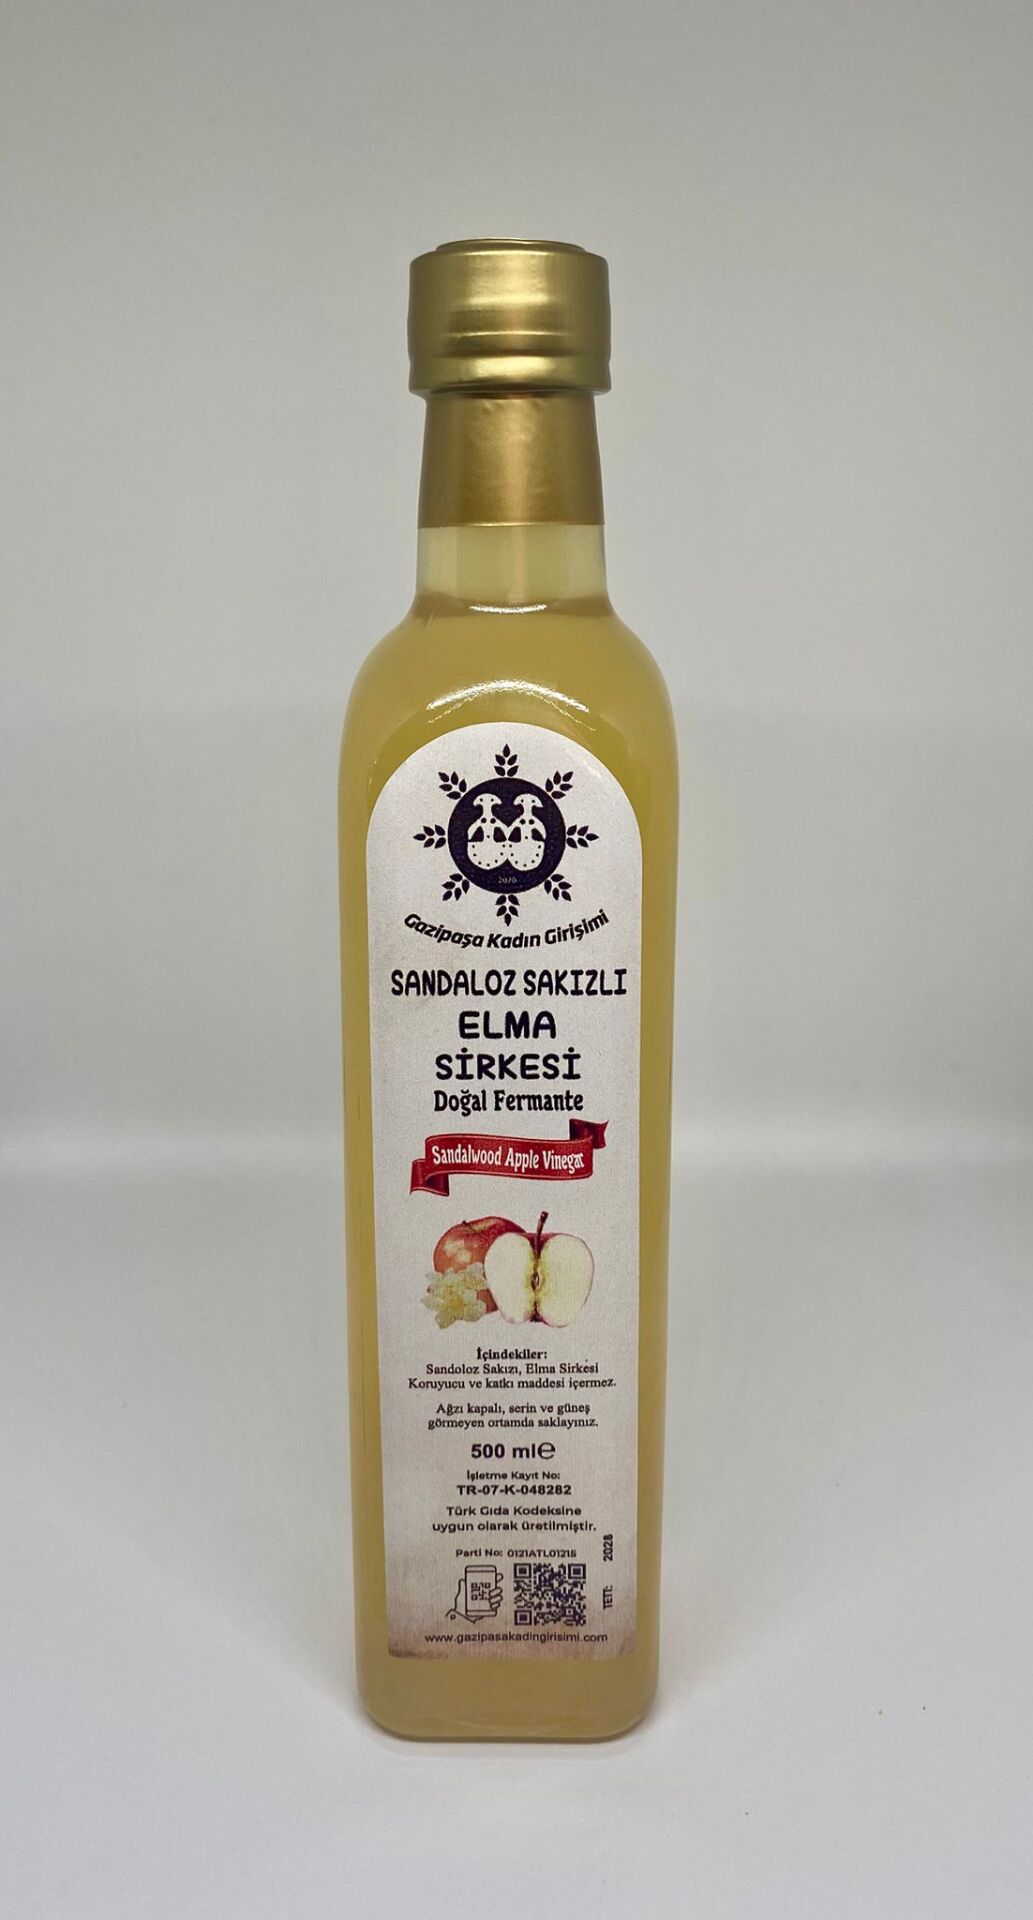 2020
Gazipaşa Kadın Girişimi
SANDALOZ SAKIZLI
ELMA
SİRKESİ
Doğal Fermante
Sandalwood Apple Vinegar
İçindekiler:
Sandoloz Sakızı, Elma Sirkesi
Koruyucu ve katkı maddesi içermez.
Ağzı kapalı, serin ve güneş
görmeyen ortamda saklayınız.
500 ml℮
İşletme Kayıt No:
TR-07-K-048282
Türk Gıda Kodeksine
uygun olarak üretilmiştir.
Parti No: 0121ATL01215
TETT: 2028
www.gazipasakadingirisimi.com